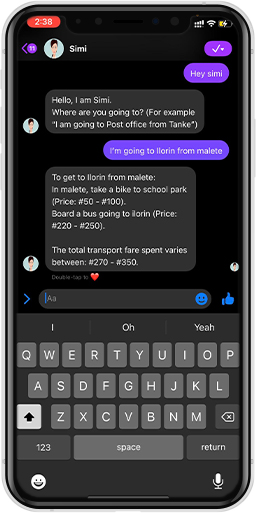 2:38
11
Simi
Hey simi
Hello, I am Simi.
Where are you going to? (For example
"I am going to Post office from Tanke")
I'm going to Ilorin from malete
To get to Ilorin from malete:
In malete, take a bike to school park
(Price: #50 - #100).
Board a bus going to ilorin (Price:
#220 - #250).
The total transport fare spent varies
between: #270 - #350.
Double-tap to ❤️
Aa
I Oh Yeah
Q W E R T Y U I O P
A S D F G H J K L
Z X C V B N M
123 space return